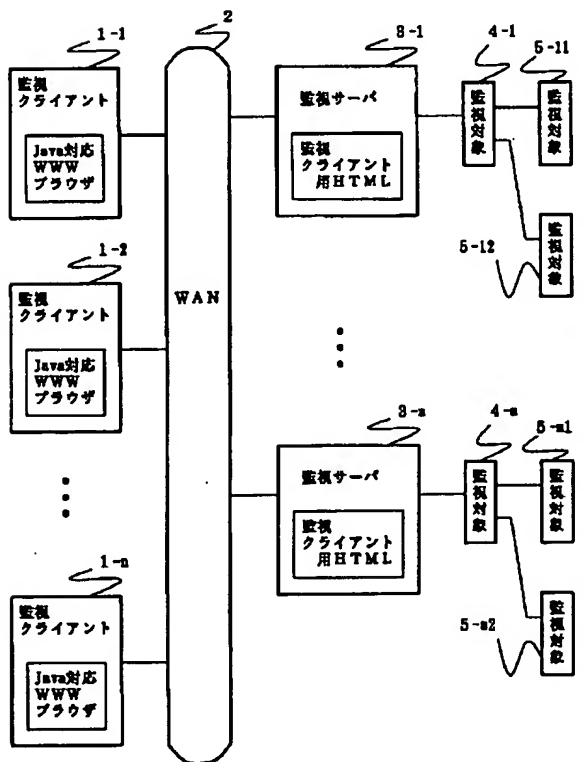 1-1
監視
クライアント
Java対応
WWW
ブラウザ
1-2
監視
クライアント
Java対応
WWW
ブラウザ
1-n
監視
クライアント
Java対応
WWW
ブラウザ
2
WAN
3-1
監視サーバ
監視
クライアント
用HTML
4-1
監視対象
5-11
監視対象
5-12
監視対象
3-m
監視サーバ
監視
クライアント
用HTML
4-m
監視対象
5-m1
監視対象
5-m2
監視対象